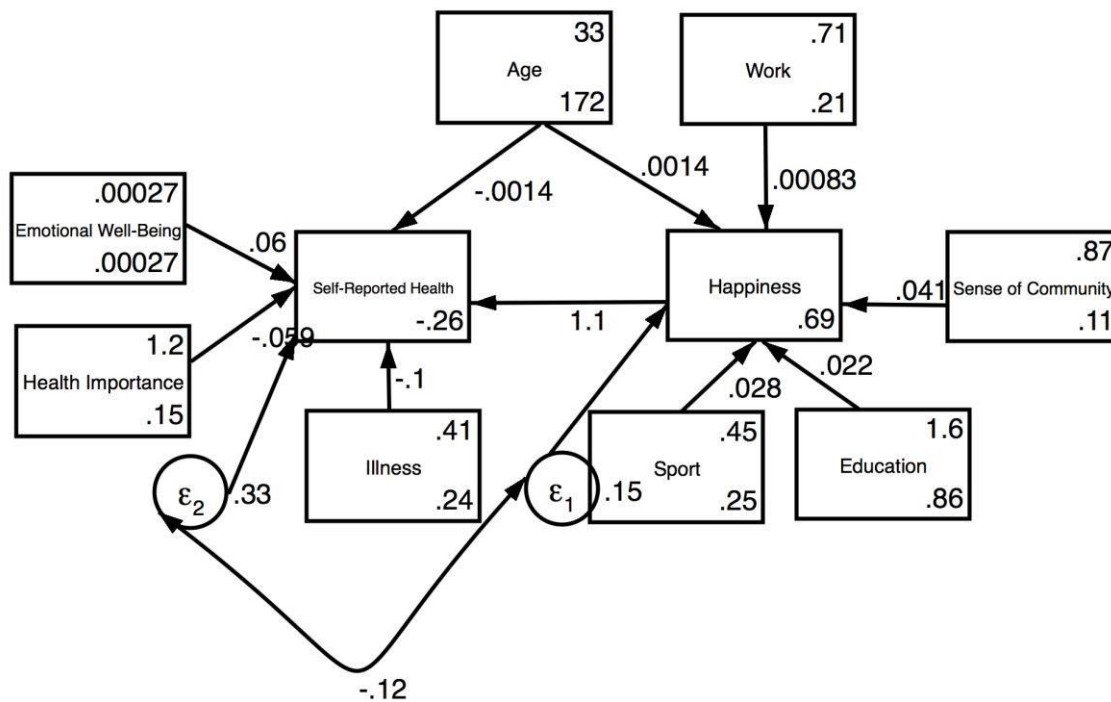 33
Age
172
.71
Work
.21
-.0014
.0014
.00083
.00027
Emotional Well-Being
.00027
.06
Self-Reported Health
-.26
1.1
Happiness
.69
.041
.87
Sense of Community
.11
1.2
Health Importance
.15
-.059
-.1
.028
.022
.41
Illness
.24
ε2
.33
ε1
.15
.45
Sport
.25
1.6
Education
.86
-.12